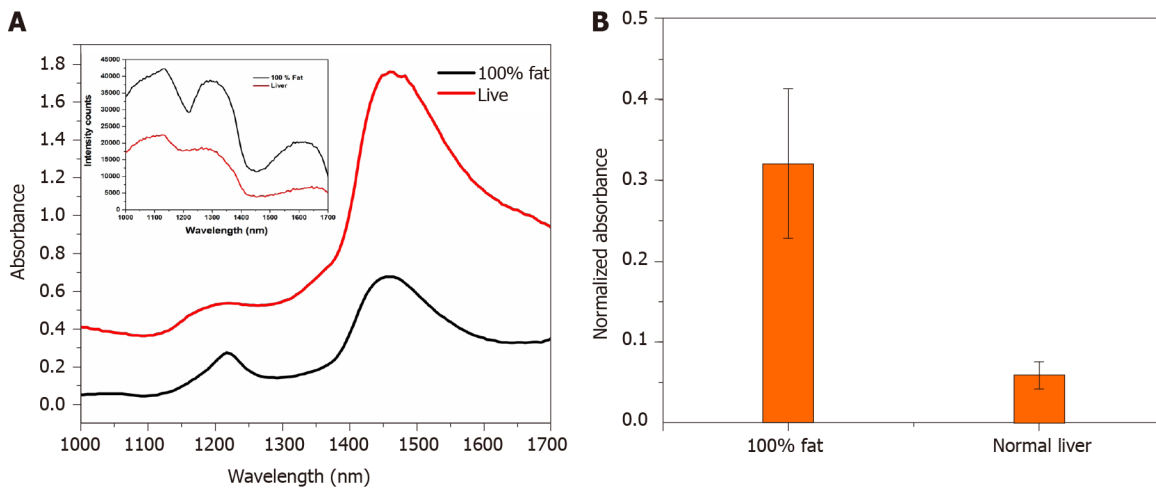 A
Absorbance
1.8
1.6
1.4
1.2
1.0
0.8
0.6
0.4
0.2
0.0
1000 1100 1200 1300 1400 1500 1600 1700
Wavelength (nm)
100% fat
Live
Intensity counts
45000
40000
35000
30000
25000
20000
15000
10000
5000
0
1000 1100 1200 1300 1400 1500 1600 1700
Wavelength (nm)
100 % Fat
Liver
B
Normalized absorbance
0.5
0.4
0.3
0.2
0.1
0.0
100% fat Normal liver